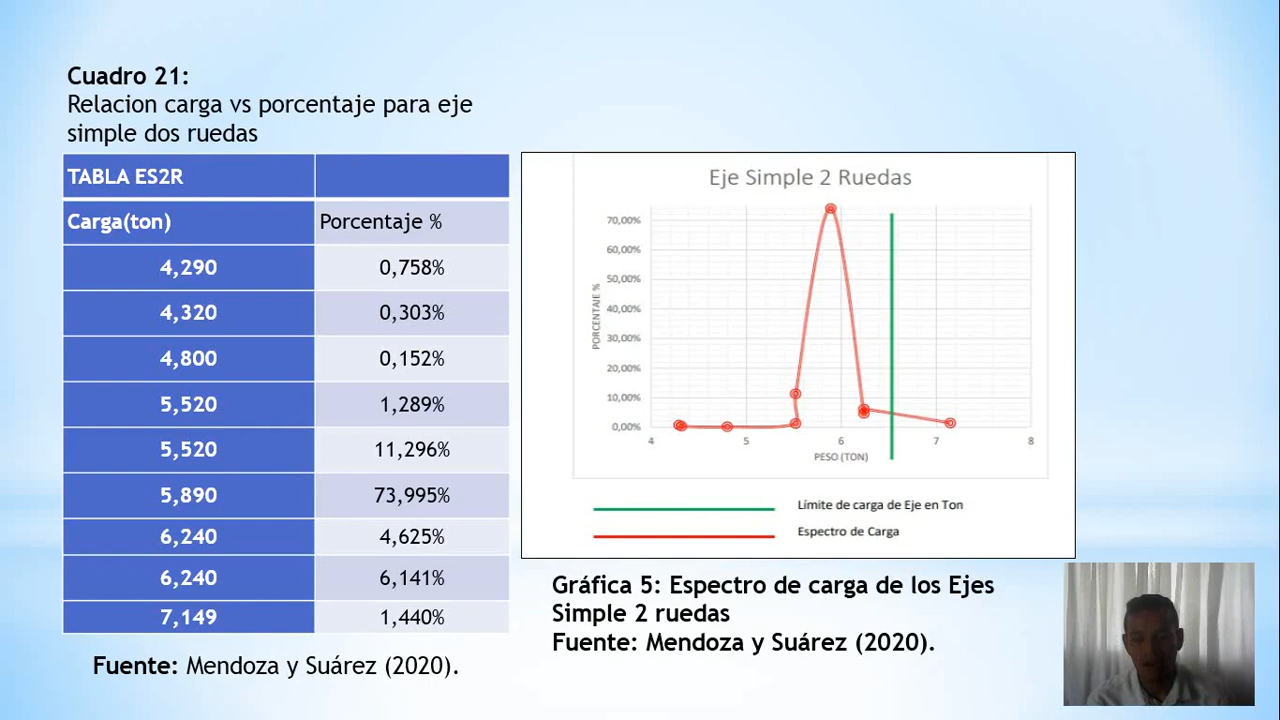 Cuadro 21:
Relacion carga vs porcentaje para eje
simple dos ruedas
TABLA ES2R
Carga(ton) Porcentaje %
4,290 0,758%
4,320 0,303%
4,800 0,152%
5,520 1,289%
5,520 11,296%
5,890 73,995%
6,240 4,625%
6,240 6,141%
7,149 1,440%
Fuente: Mendoza y Suárez (2020).
Eje Simple 2 Ruedas
PORCENTAJE %
70,00%
60,00%
50,00%
40,00%
30,00%
20,00%
10,00%
0,00%
4 5 6 7 8
PESO (TON)
Límite de carga de Eje en Ton
Espectro de Carga
Gráfica 5: Espectro de carga de los Ejes
Simple 2 ruedas
Fuente: Mendoza y Suárez (2020).